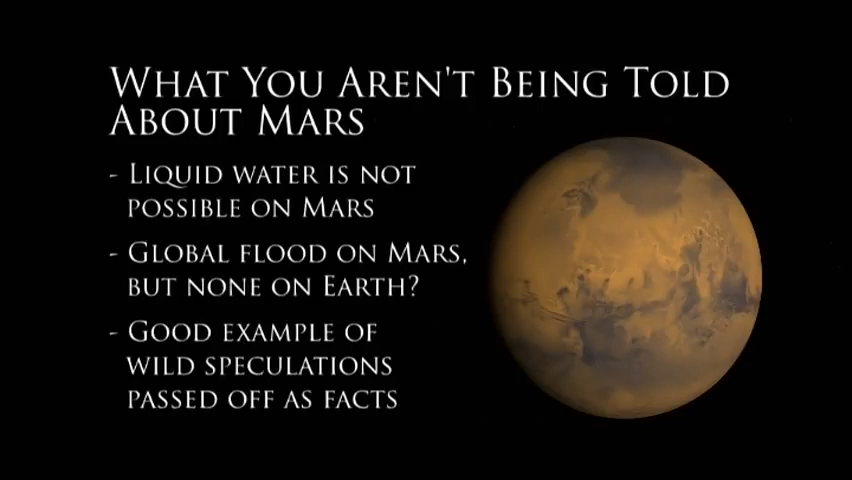 What You Aren't Being Told
About Mars
- Liquid water is not
possible on Mars
- Global flood on Mars,
but none on Earth?
- Good example of
wild speculations
passed off as facts